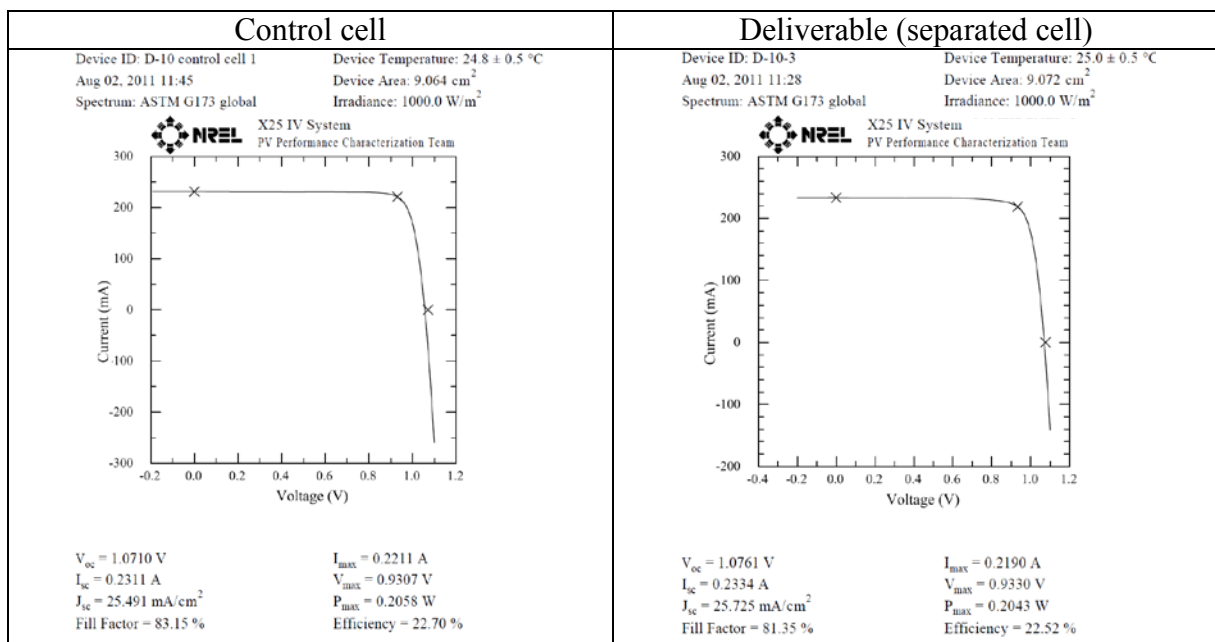 Control cell
Device ID: D-10 control cell 1
Device Temperature: 24.8 ± 0.5 °C
Aug 02, 2011 11:45
Device Area: 9.064 cm²
Spectrum: ASTM G173 global
Irradiance: 1000.0 W/m²
NREL
X25 IV System
PV Performance Characterization Team
300
200
100
0
-100
-200
-300
Current (mA)
-0.2 0.0 0.2 0.4 0.6 0.8 1.0 1.2
Voltage (V)
Voc = 1.0710 V
Imax = 0.2211 A
Isc = 0.2311 A
Vmax = 0.9307 V
Jsc = 25.491 mA/cm²
Pmax = 0.2058 W
Fill Factor = 83.15 %
Efficiency = 22.70 %
Deliverable (separated cell)
Device ID: D-10-3
Device Temperature: 25.0 ± 0.5 °C
Aug 02, 2011 11:28
Device Area: 9.072 cm²
Spectrum: ASTM G173 global
Irradiance: 1000.0 W/m²
NREL
X25 IV System
PV Performance Characterization Team
300
200
120
40
0
-40
-120
-200
Current (mA)
-0.4 -0.2 0.0 0.2 0.4 0.6 0.8 1.0 1.2
Voltage (V)
Voc = 1.0761 V
Imax = 0.2190 A
Isc = 0.2334 A
Vmax = 0.9330 V
Jsc = 25.725 mA/cm²
Pmax = 0.2043 W
Fill Factor = 81.35 %
Efficiency = 22.52 %